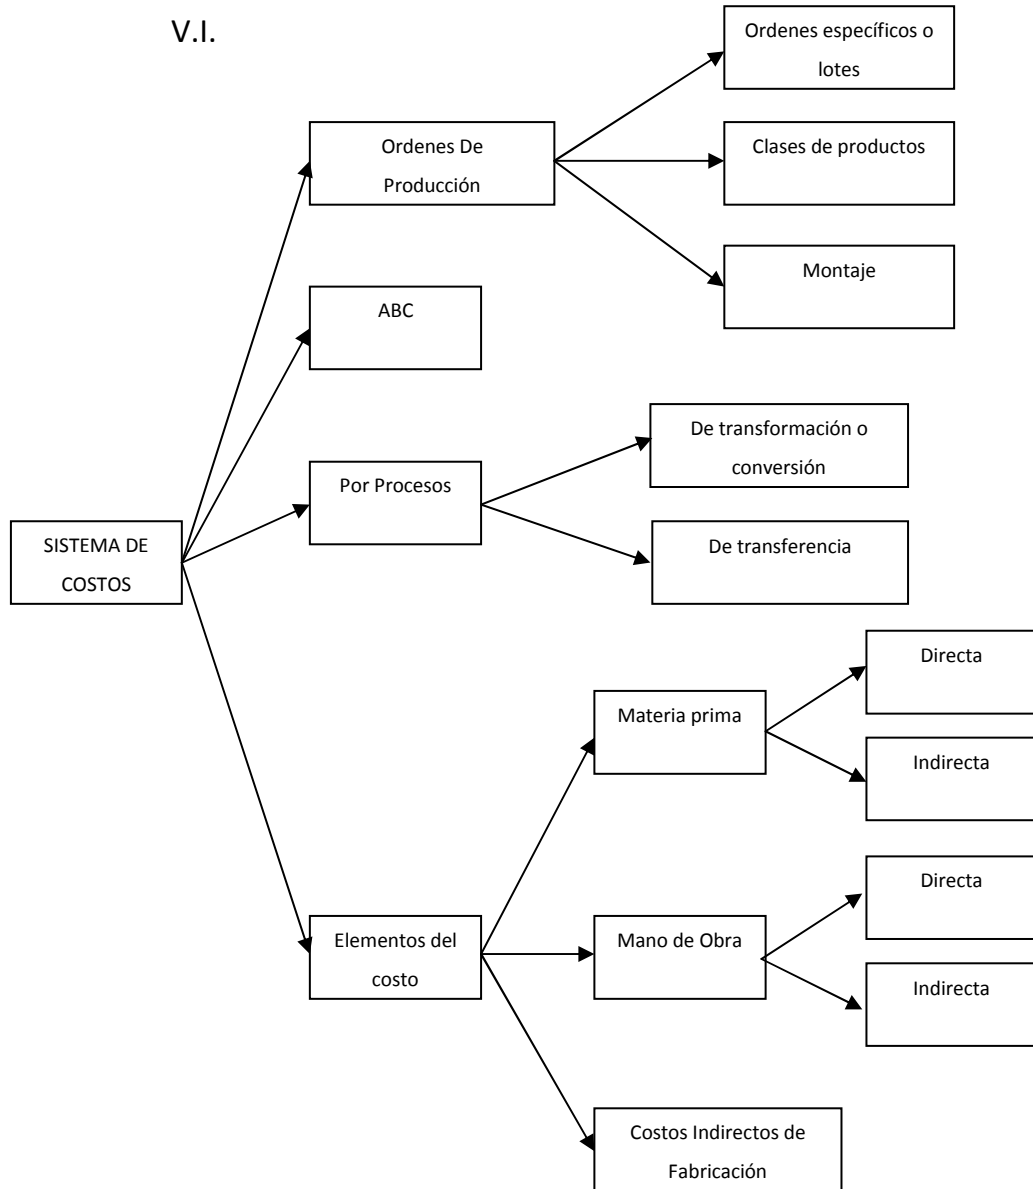 V.I.
Ordenes específicos o
lotes
Ordenes De
Producción
Clases de productos
Montaje
ABC
De transformación o
conversión
Por Procesos
De transferencia
SISTEMA DE
COSTOS
Directa
Materia prima
Indirecta
Directa
Elementos del
costo
Mano de Obra
Indirecta
Costos Indirectos de
Fabricación